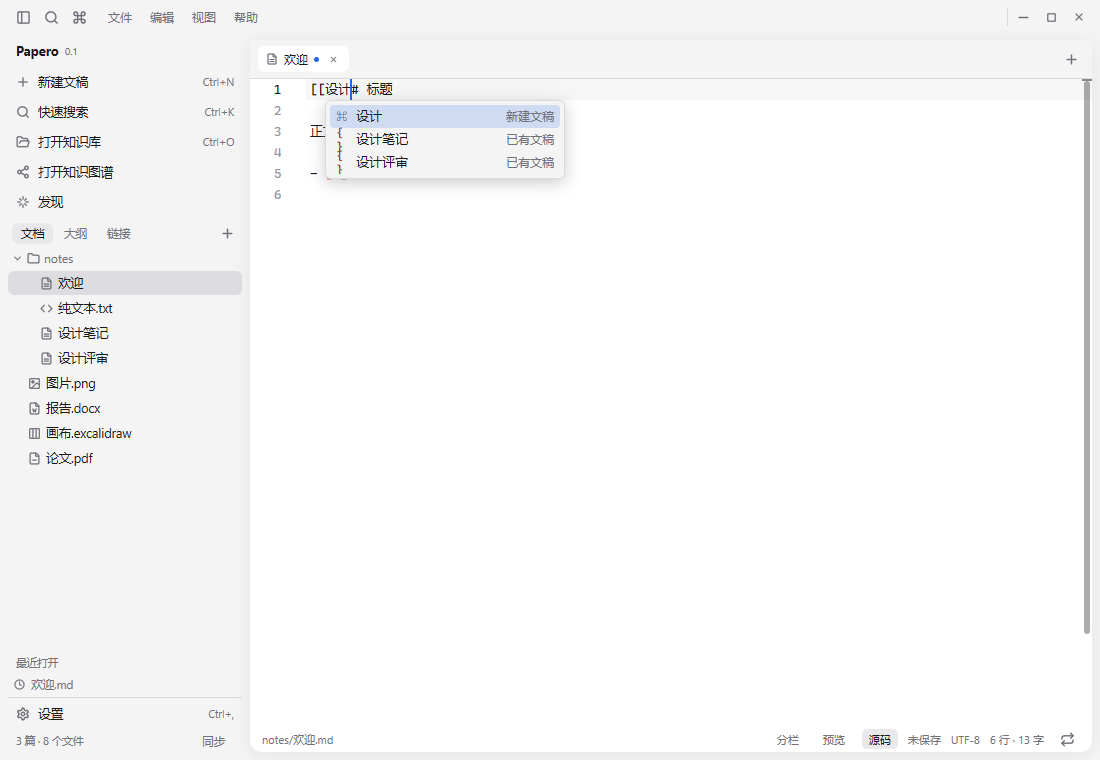 文件 编辑 视图 帮助
Papero 0.1
新建文稿 Ctrl+N
快速搜索 Ctrl+K
打开知识库 Ctrl+O
打开知识图谱
发现
文档 大纲 链接
notes
欢迎
纯文本.txt
设计笔记
设计评审
图片.png
报告.docx
画布.excalidraw
论文.pdf
最近打开
欢迎.md
设置 Ctrl+,
3 篇 · 8 个文件 同步
欢迎
1 [[设计# 标题
2
3
4
5 -
6
设计 新建文稿
{} 设计笔记 已有文稿
{} 设计评审 已有文稿
notes/欢迎.md 分栏 预览 源码 未保存 UTF-8 6 行 · 13 字